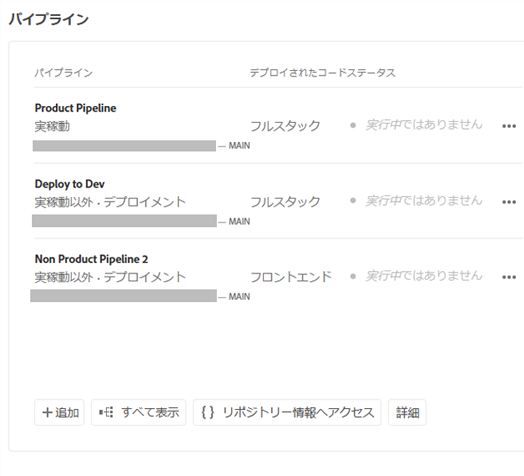 パイプライン
パイプライン デプロイされたコードステータス
Product Pipeline
実稼動 フルスタック 実行中ではありません
— MAIN
Deploy to Dev
実稼動以外・デプロイメント フルスタック 実行中ではありません
— MAIN
Non Product Pipeline 2
実稼動以外・デプロイメント フロントエンド 実行中ではありません
— MAIN
+追加 すべて表示 {} リポジトリー情報へアクセス 詳細